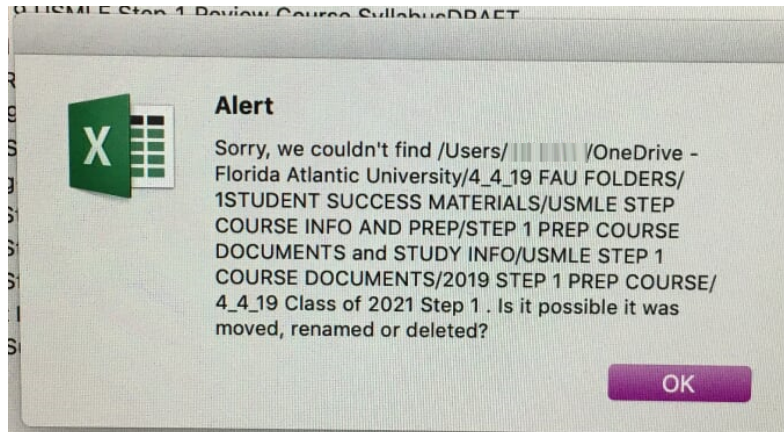 9 USMLE Step 1 Review Course SyllabusDRAFT
X
Alert
Sorry, we couldn't find /Users/ /OneDrive -
Florida Atlantic University/4_4_19 FAU FOLDERS/
1STUDENT SUCCESS MATERIALS/USMLE STEP
COURSE INFO AND PREP/STEP 1 PREP COURSE
DOCUMENTS and STUDY INFO/USMLE STEP 1
COURSE DOCUMENTS/2019 STEP 1 PREP COURSE/
4_4_19 Class of 2021 Step 1 . Is it possible it was
moved, renamed or deleted?
OK